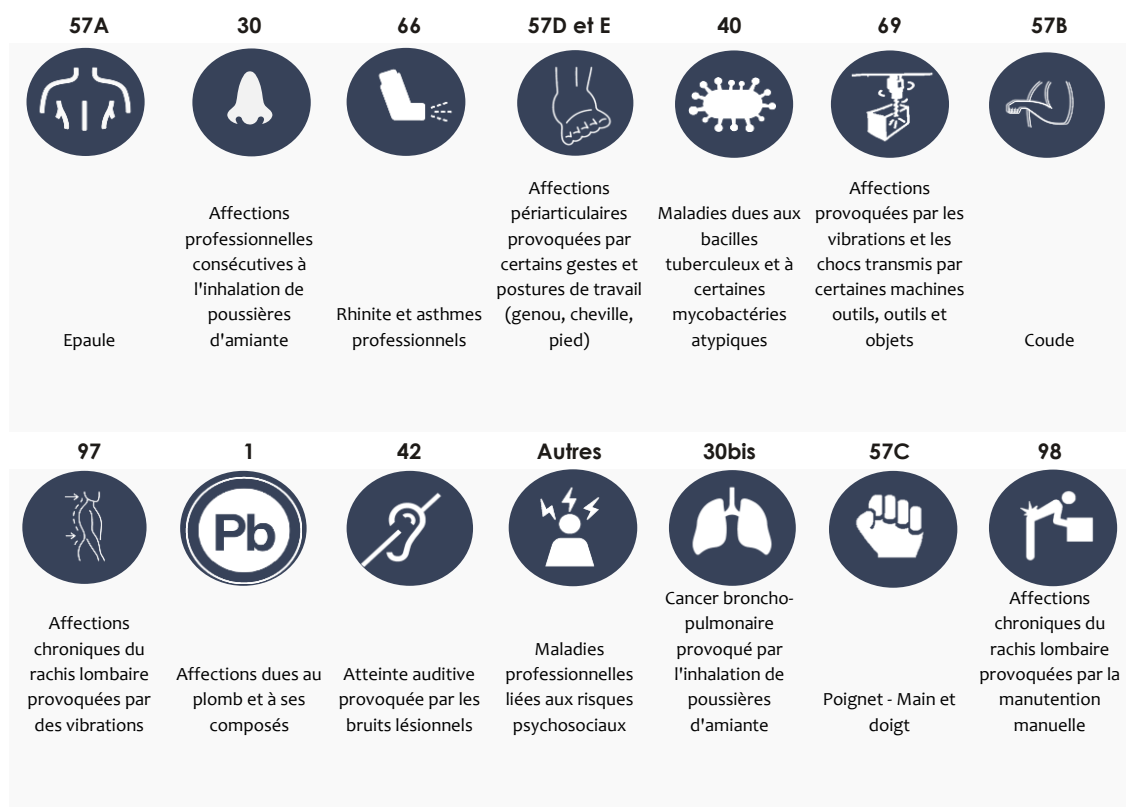 57A
30
66
57D et E
40
69
57B
Epaule
Affections
professionnelles
consécutives à
l'inhalation de
poussières
d'amiante
Rhinite et asthmes
professionnels
Affections
périarticulaires
provoquées par
certains gestes et
postures de travail
(genou, cheville,
pied)
Maladies dues aux
bacilles
tuberculeux et à
certaines
mycobactéries
atypiques
Affections
provoquées par les
vibrations et les
chocs transmis par
certaines machines
outils, outils et
objets
Coude
97
1
42
Autres
30bis
57C
98
Pb
Affections
chroniques du
rachis lombaire
provoquées par
des vibrations
Affections dues au
plomb et à ses
composés
Atteinte auditive
provoquée par les
bruits lésionnels
Maladies
professionnelles
liées aux risques
psychosociaux
Cancer broncho-
pulmonaire
provoqué par
l'inhalation de
poussières
d'amiante
Poignet - Main et
doigt
Affections
chroniques du
rachis lombaire
provoquées par la
manutention
manuelle